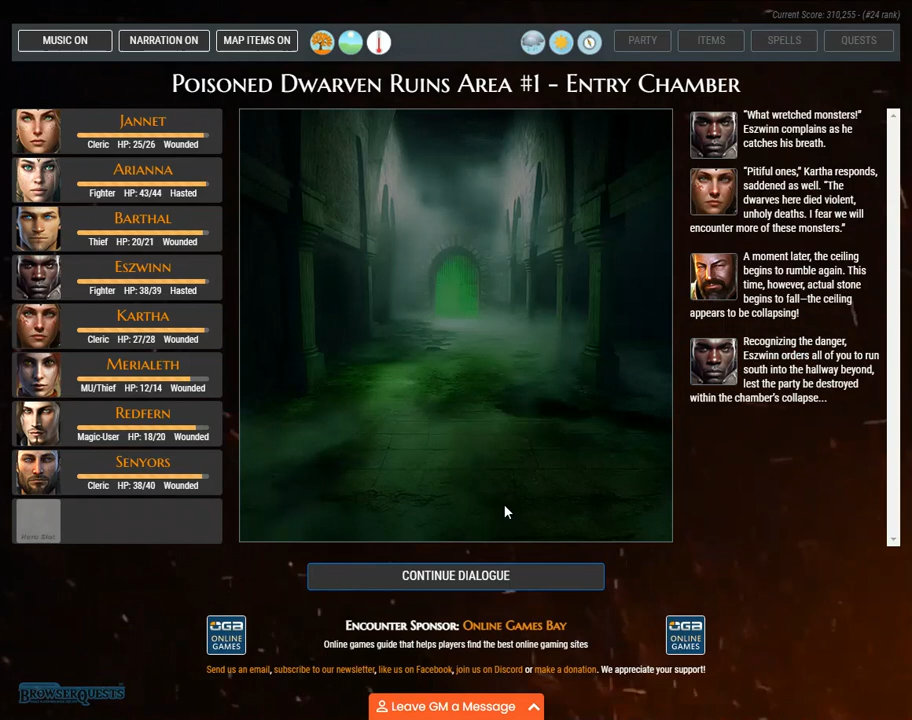 Current Score: 310,255 - (#24 rank)
MUSIC ON
NARRATION ON
MAP ITEMS ON
PARTY
ITEMS
SPELLS
QUESTS
Poisoned Dwarven Ruins Area #1 - Entry Chamber
Jannet
Cleric HP: 25/26 Wounded
Arianna
Fighter HP: 43/44 Hasted
Barthal
Thief HP: 20/21 Wounded
Eszwinn
Fighter HP: 38/39 Hasted
Kartha
Cleric HP: 27/28 Wounded
Merialeth
MU/Thief HP: 12/14 Wounded
Redfern
Magic-User HP: 18/20 Wounded
Senyors
Cleric HP: 38/40 Wounded
"What wretched monsters!"
Eszwinn complains as he
catches his breath.
"Pitiful ones," Kartha responds,
saddened as well. "The
dwarves here died violent,
unholy deaths. I fear we will
encounter more of these monsters."
A moment later, the ceiling
begins to rumble again. This
time, however, actual stone
begins to fall—the ceiling
appears to be collapsing!
Recognizing the danger,
Eszwinn orders all of you to run
south into the hallway beyond,
lest the party be destroyed
within the chamber's collapse...
CONTINUE DIALOGUE
OGB
ONLINE
GAMES
Encounter Sponsor: Online Games Bay
Online games guide that helps players find the best online gaming sites
OGB
ONLINE
GAMES
Send us an email, subscribe to our newsletter, like us on Facebook, join us on Discord or make a donation. We appreciate your support!
BrowserQuests
Leave GM a Message